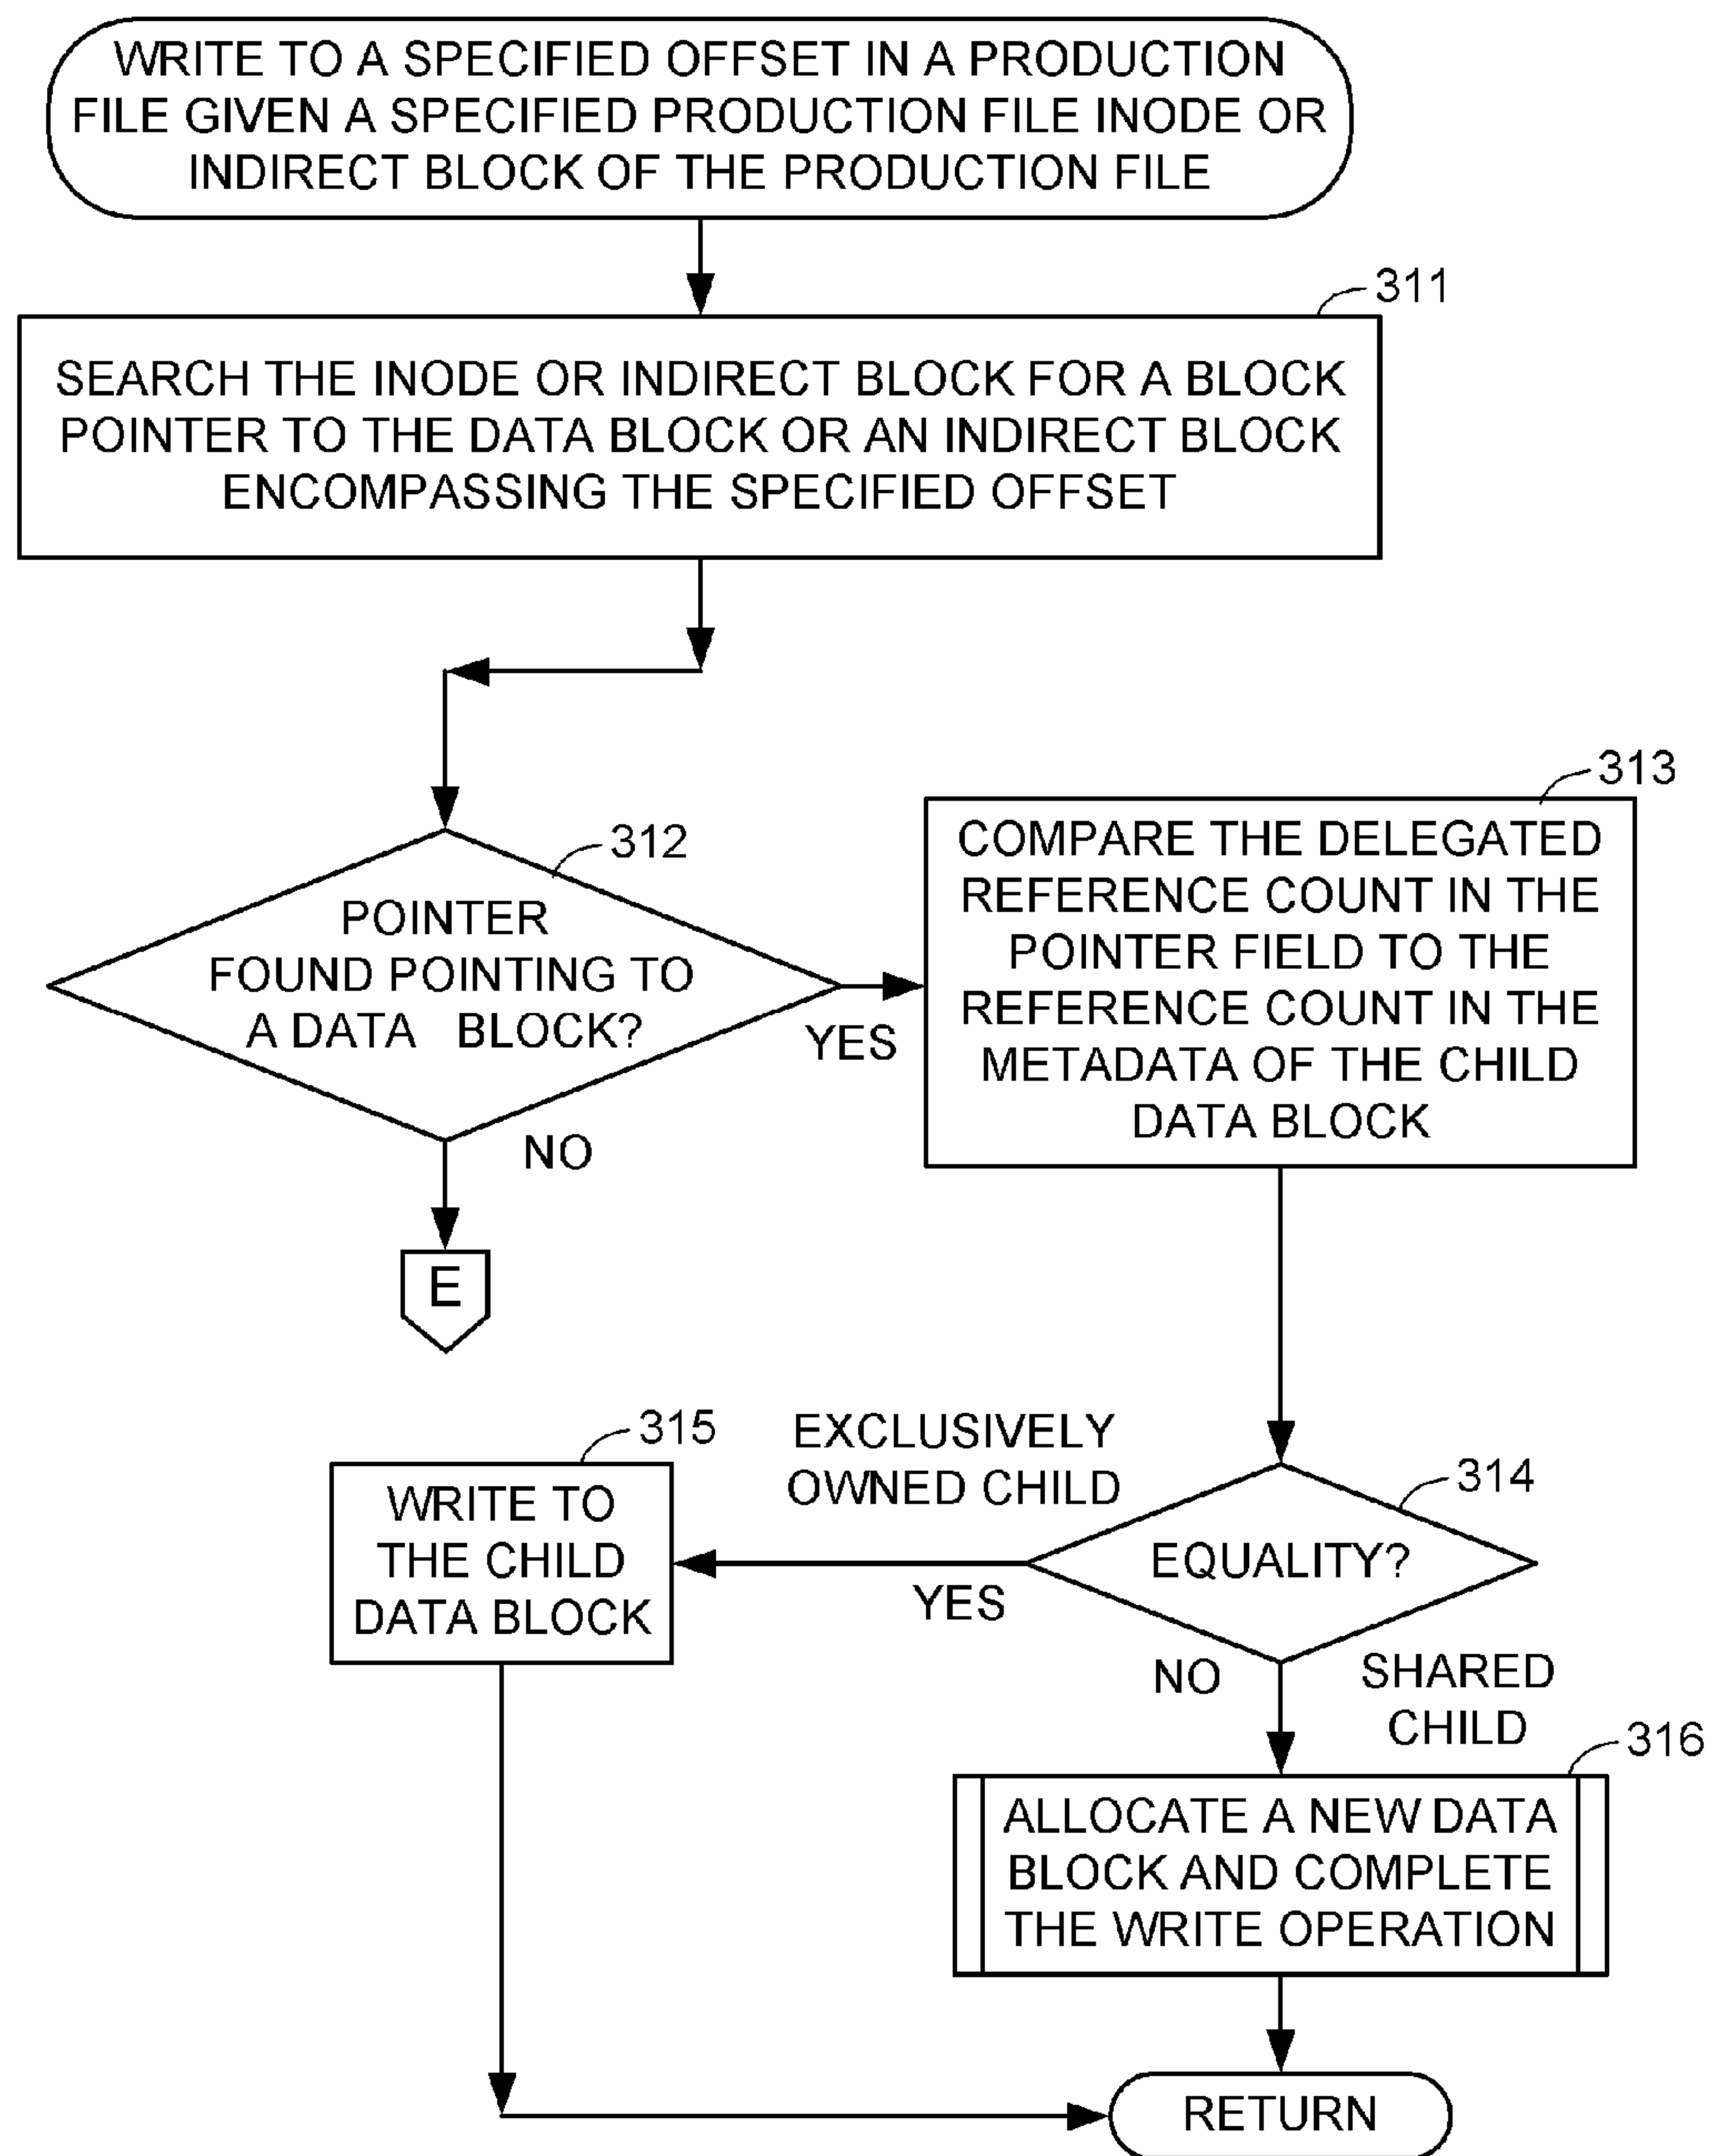 WRITE TO A SPECIFIED OFFSET IN A PRODUCTION
FILE GIVEN A SPECIFIED PRODUCTION FILE INODE OR
INDIRECT BLOCK OF THE PRODUCTION FILE
311
SEARCH THE INODE OR INDIRECT BLOCK FOR A BLOCK
POINTER TO THE DATA BLOCK OR AN INDIRECT BLOCK
ENCOMPASSING THE SPECIFIED OFFSET
312
POINTER
FOUND POINTING TO
A DATA BLOCK?
YES
NO
E
313
COMPARE THE DELEGATED
REFERENCE COUNT IN THE
POINTER FIELD TO THE
REFERENCE COUNT IN THE
METADATA OF THE CHILD
DATA BLOCK
314
EQUALITY?
EXCLUSIVELY
OWNED CHILD
YES
315
WRITE TO
THE CHILD
DATA BLOCK
NO
SHARED
CHILD
316
ALLOCATE A NEW DATA
BLOCK AND COMPLETE
THE WRITE OPERATION
RETURN